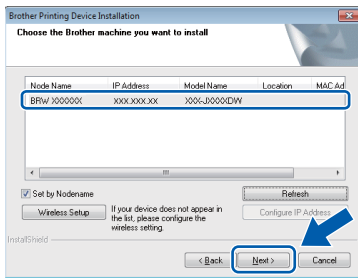 Brother Printing Device Installation
Choose the Brother machine you want to install
Node Name IP Address Model Name Location MAC Ad
BRW XXXXXX XXX.XXX.XX XXX-JXXXXDW
Set by Nodename
Refresh
Wireless Setup
If your device does not appear in
the list, please configure the
wireless setting.
Configure IP Address
InstallShield
< Back
Next >
Cancel